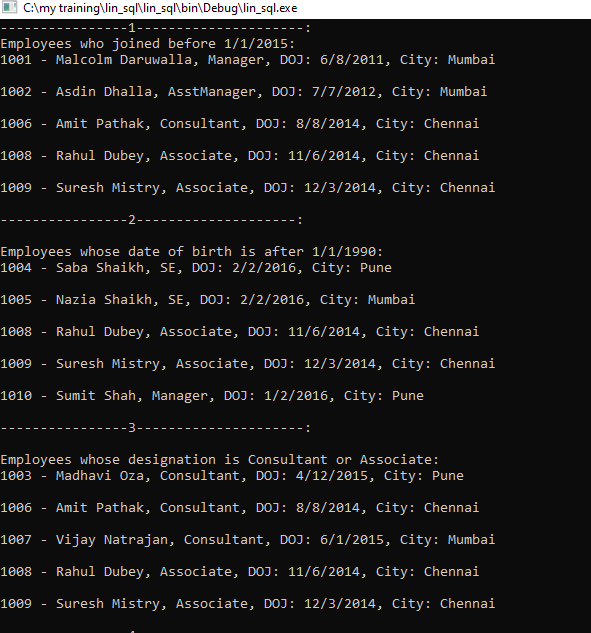 C:\my training\lin_sql\lin_sql\bin\Debug\lin_sql.exe
----------------1---------------------:
Employees who joined before 1/1/2015:
1001 - Malcolm Daruwalla, Manager, DOJ: 6/8/2011, City: Mumbai
1002 - Asdin Dhalla, AsstManager, DOJ: 7/7/2012, City: Mumbai
1006 - Amit Pathak, Consultant, DOJ: 8/8/2014, City: Chennai
1008 - Rahul Dubey, Associate, DOJ: 11/6/2014, City: Chennai
1009 - Suresh Mistry, Associate, DOJ: 12/3/2014, City: Chennai
----------------2--------------------:
Employees whose date of birth is after 1/1/1990:
1004 - Saba Shaikh, SE, DOJ: 2/2/2016, City: Pune
1005 - Nazia Shaikh, SE, DOJ: 2/2/2016, City: Mumbai
1008 - Rahul Dubey, Associate, DOJ: 11/6/2014, City: Chennai
1009 - Suresh Mistry, Associate, DOJ: 12/3/2014, City: Chennai
1010 - Sumit Shah, Manager, DOJ: 1/2/2016, City: Pune
----------------3---------------------:
Employees whose designation is Consultant or Associate:
1003 - Madhavi Oza, Consultant, DOJ: 4/12/2015, City: Pune
1006 - Amit Pathak, Consultant, DOJ: 8/8/2014, City: Chennai
1007 - Vijay Natrajan, Consultant, DOJ: 6/1/2015, City: Mumbai
1008 - Rahul Dubey, Associate, DOJ: 11/6/2014, City: Chennai
1009 - Suresh Mistry, Associate, DOJ: 12/3/2014, City: Chennai